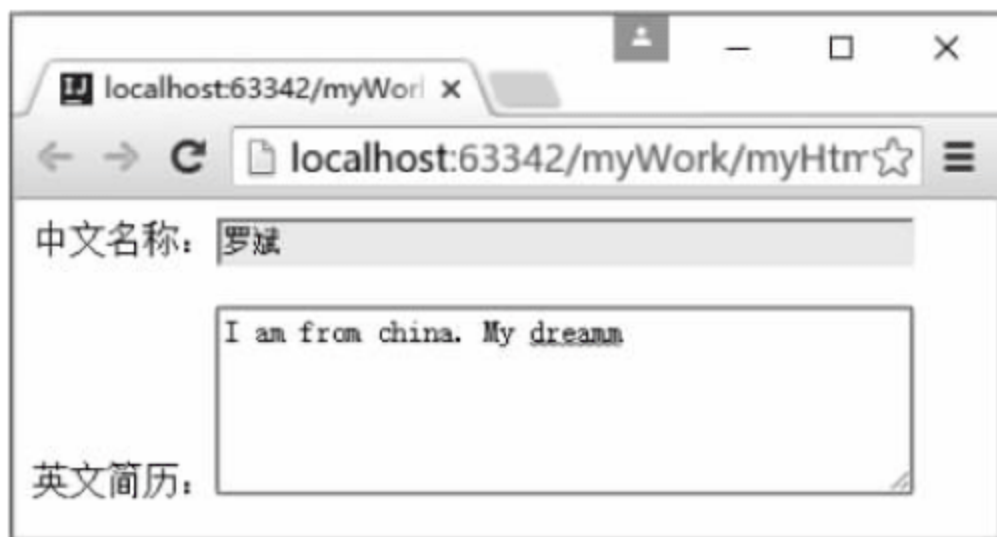 localhost:63342/myWor
localhost:63342/myWork/myHtm
中文名称：罗斌
I am from china. My dreamm
英文简历：